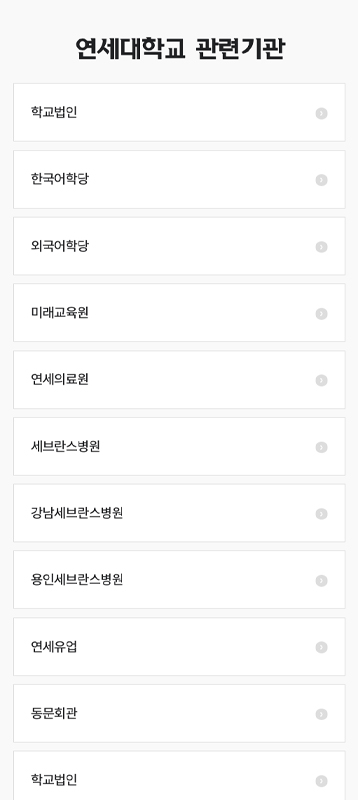 연세대학교 관련기관
학교법인
한국어학당
외국어학당
미래교육원
연세의료원
세브란스병원
강남세브란스병원
용인세브란스병원
연세유업
동문회관
학교법인